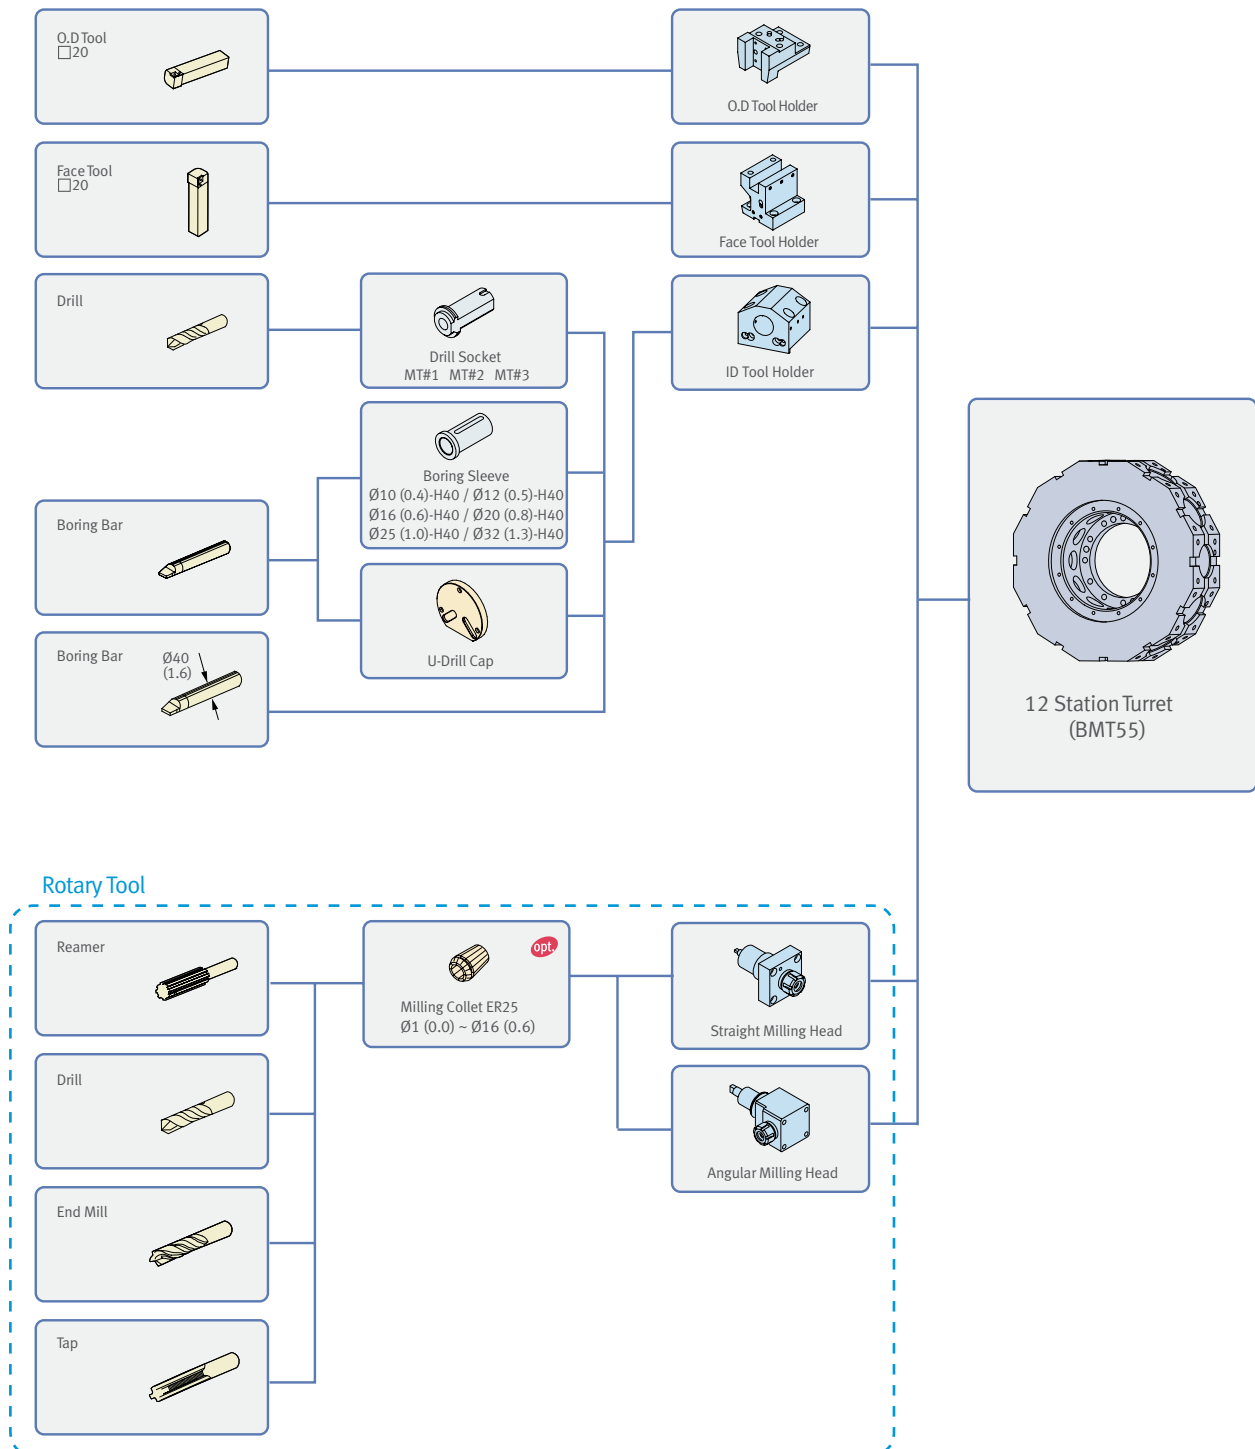 O.D Tool
□20
O.D Tool Holder
Face Tool
□20
Face Tool Holder
Drill
Drill Socket
MT#1 MT#2 MT#3
ID Tool Holder
Boring Sleeve
Ø10 (0.4)-H40 / Ø12 (0.5)-H40
Ø16 (0.6)-H40 / Ø20 (0.8)-H40
Ø25 (1.0)-H40 / Ø32 (1.3)-H40
Boring Bar
U-Drill Cap
Boring Bar
Ø40
(1.6)
12 Station Turret
(BMT55)
Rotary Tool
Reamer
opt.
Milling Collet ER25
Ø1 (0.0) ~ Ø16 (0.6)
Straight Milling Head
Drill
Angular Milling Head
End Mill
Tap